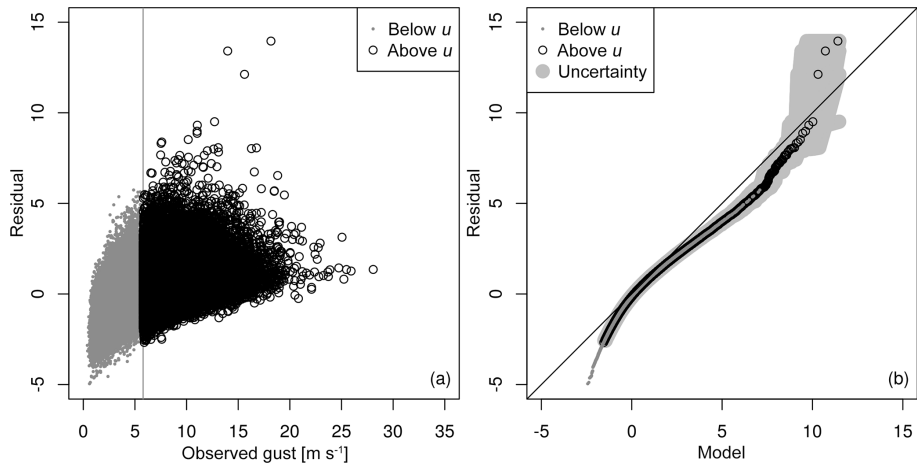 Below u
Above u
15
10
5
0
-5
Residual
(a)
0 5 10 15 20 25 30 35
Observed gust [m s⁻¹]
Below u
Above u
Uncertainty
15
10
5
0
-5
Residual
(b)
-5 0 5 10 15
Model